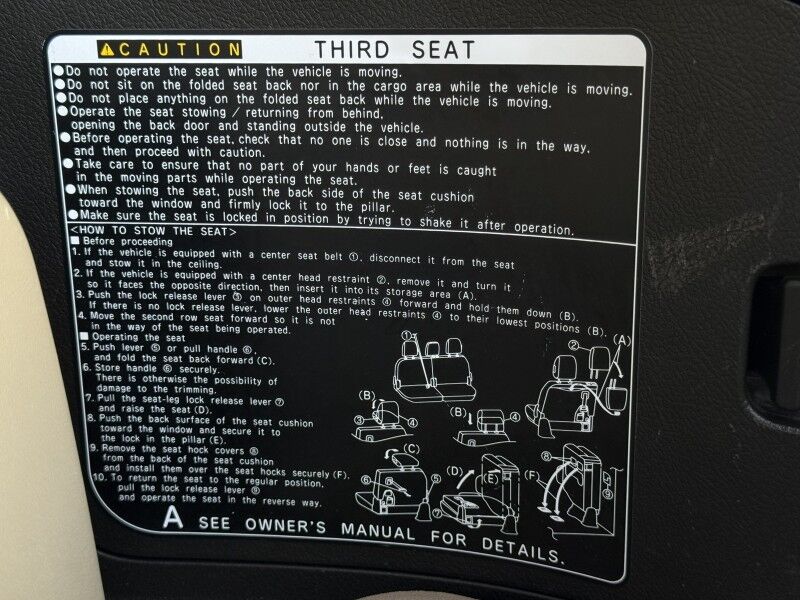 ⚠CAUTION THIRD SEAT
●Do not operate the seat while the vehicle is moving.
●Do not sit on the folded seat back nor in the cargo area while the vehicle is moving.
●Do not place anything on the folded seat back while the vehicle is moving.
●Operate the seat stowing / returning from behind,
opening the back door and standing outside the vehicle.
●Before operating the seat, check that no one is close and nothing is in the way,
and then proceed with caution.
●Take care to ensure that no part of your hands or feet is caught
in the moving parts while operating the seat.
●When stowing the seat, push the back side of the seat cushion
toward the window and firmly lock it to the pillar.
●Make sure the seat is locked in position by trying to shake it after operation.
<HOW TO STOW THE SEAT>
■ Before proceeding
1. If the vehicle is equipped with a center seat belt ①, disconnect it from the seat
and stow it in the ceiling.
2. If the vehicle is equipped with a center head restraint ②, remove it and turn it
so it faces the opposite direction, then insert it into its storage area (A).
3. Push the lock release lever ③ on outer head restraints ④ forward and hold them down (B).
If there is no lock release lever, lower the outer head restraints ④ to their lowest positions (B).
4. Move the second row seat forward so it is not
in the way of the seat being operated.
■ Operating the seat
5. Push lever ⑤ or pull handle ⑥,
and fold the seat back forward (C).
6. Store handle ⑥ securely.
There is otherwise the possibility of
damage to the trimming.
7. Pull the seat-leg lock release lever ⑦
and raise the seat (D).
8. Push the back surface of the seat cushion
toward the window and secure it to
the lock in the pillar (E).
9. Remove the seat hock covers ⑧
from the back of the seat cushion
and install them over the seat hocks securely (F).
10. To return the seat to the regular position,
pull the lock release lever ⑨
and operate the seat in the reverse way.
① ② (A)
(B) ③ ④
(B) ④
(C) ⑥ ⑤
(D) (E) ⑦
⑧ (F) ⑨
A SEE OWNER'S MANUAL FOR DETAILS.